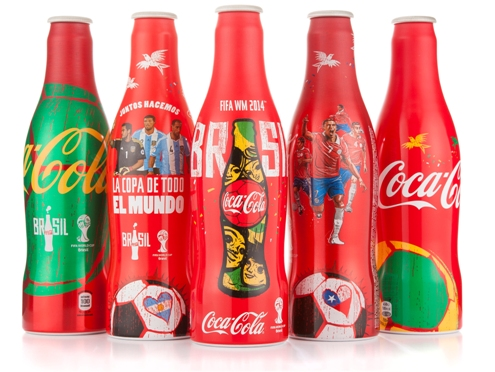 Coca-Cola
BRASIL
JUNTOS HACEMOS
LA COPA DE TODO
EL MUNDO
BRASIL
FIFA WM 2014
BRASIL
Coca-Cola
Coca-Cola
Coca-Cola